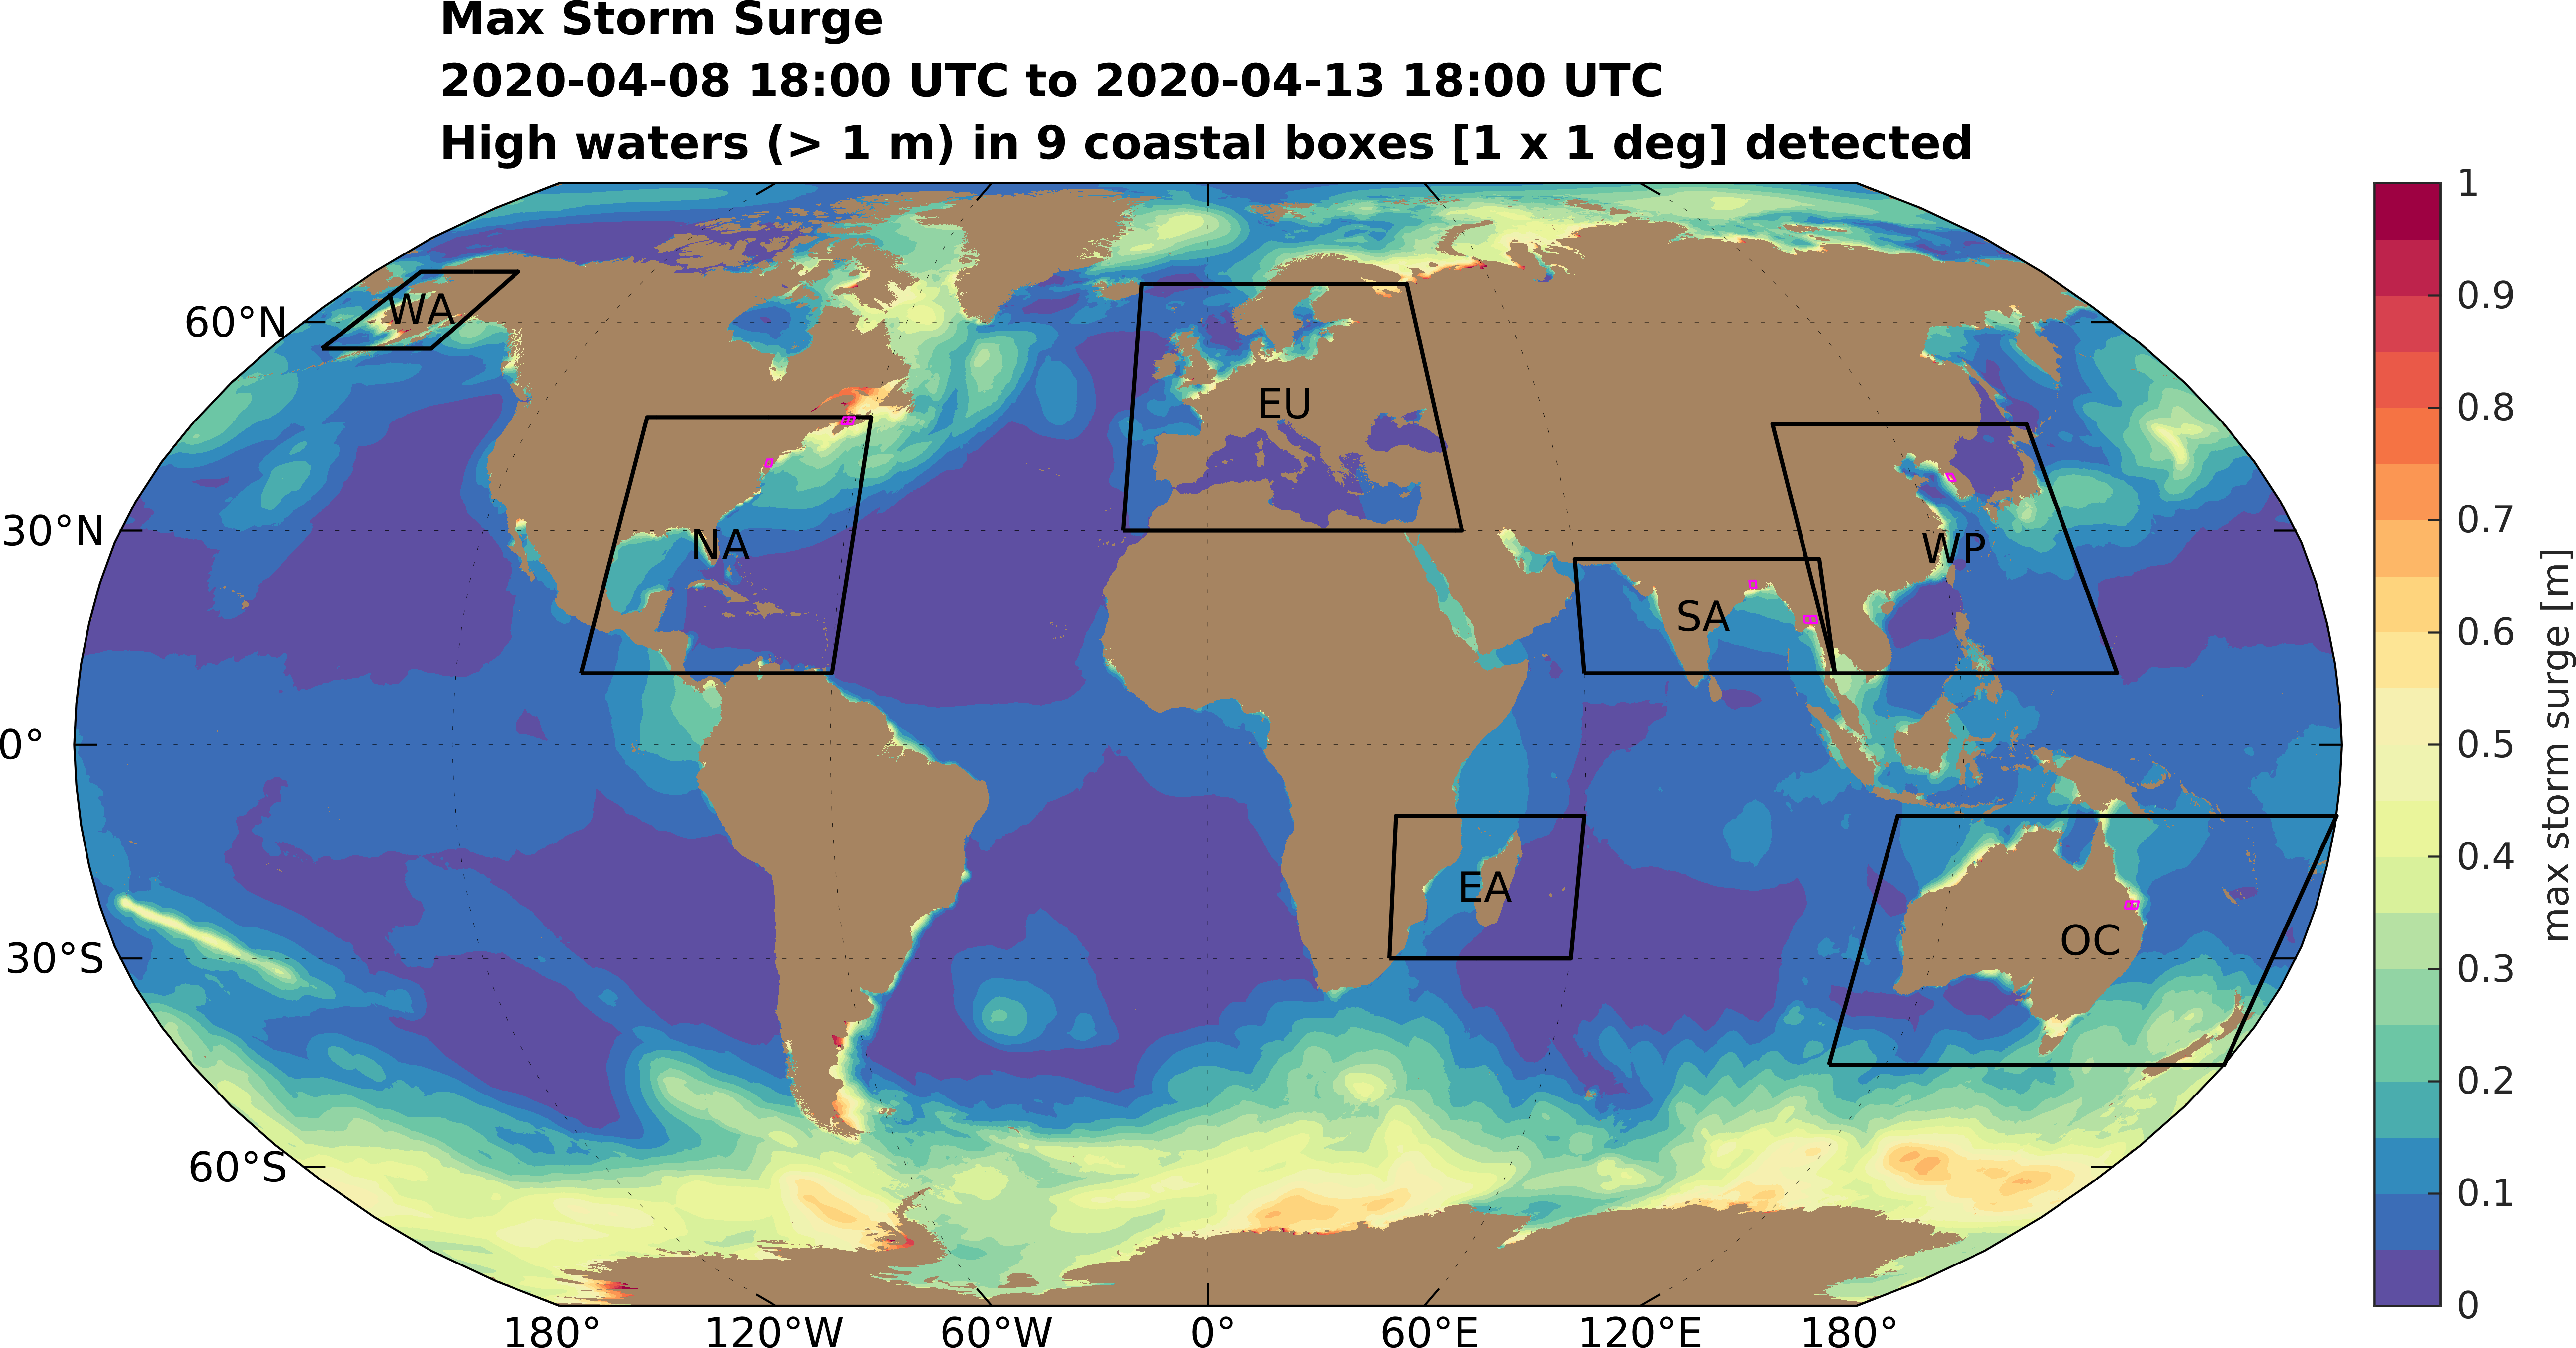 Max Storm Surge
2020-04-08 18:00 UTC to 2020-04-13 18:00 UTC
High waters (> 1 m) in 9 coastal boxes [1 x 1 deg] detected
60°N
30°N
0°
30°S
60°S
WA
NA
EU
SA
WP
EA
OC
180°
120°W
60°W
0°
60°E
120°E
180°
1
0.9
0.8
0.7
0.6
0.5
0.4
0.3
0.2
0.1
0
max storm surge [m]